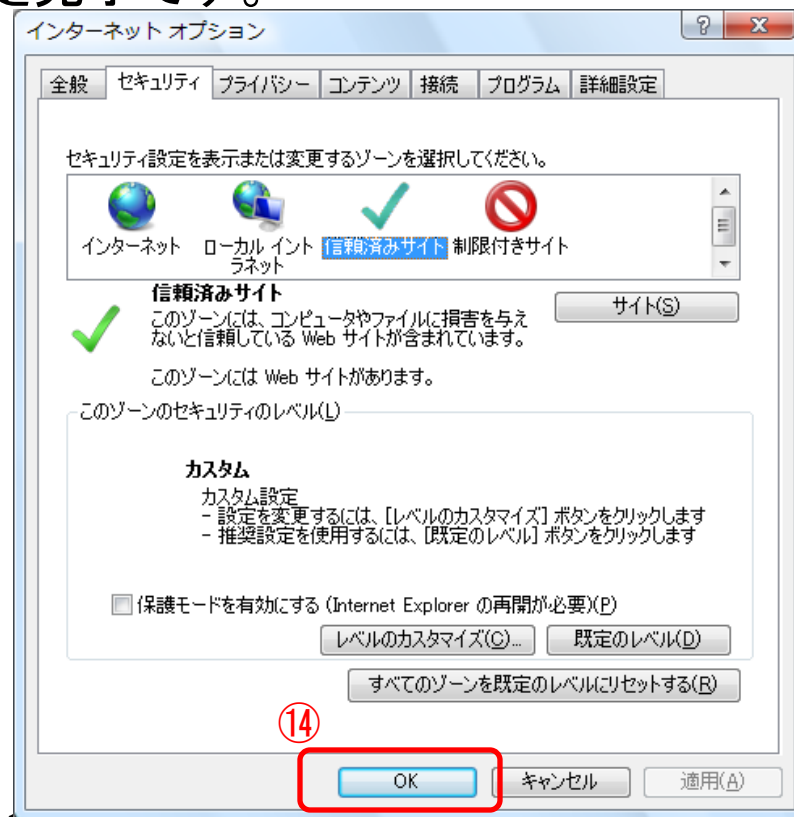 完了です。
インターネット オプション
全般 セキュリティ プライバシー コンテンツ 接続 プログラム 詳細設定
セキュリティ設定を表示または変更するゾーンを選択してください。
インターネット ローカル イント 信頼済みサイト 制限付きサイト
ラネット
信頼済みサイト
サイト(S)
このゾーンには、コンピュータやファイルに損害を与え
ないと信頼している Web サイトが含まれています。
このゾーンには Web サイトがあります。
このゾーンのセキュリティのレベル(L)
カスタム
カスタム設定
- 設定を変更するには、[レベルのカスタマイズ] ボタンをクリックします
- 推奨設定を使用するには、[既定のレベル] ボタンをクリックします
保護モードを有効にする (Internet Explorer の再開が必要)(P)
レベルのカスタマイズ(C)... 既定のレベル(D)
すべてのゾーンを既定のレベルにリセットする(R)
⑭
OK キャンセル 適用(A)